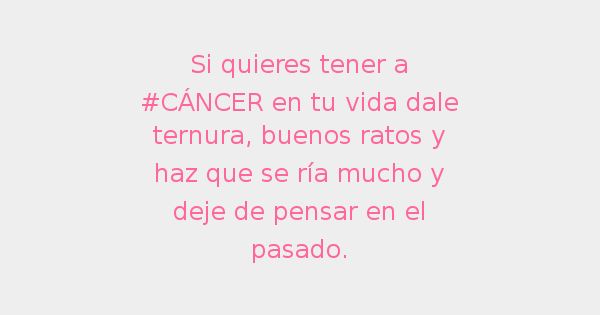 Si quieres tener a
#CÁNCER en tu vida dale
ternura, buenos ratos y
haz que se ría mucho y
deje de pensar en el
pasado.